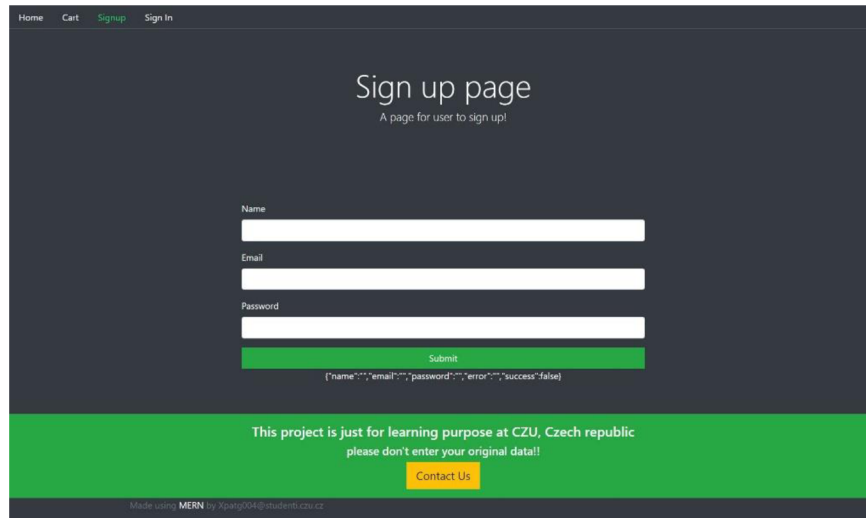 Home Cart Signup Sign In
Sign up page
A page for user to sign up!
Name
Email
Password
Submit
{"name":"","email":"","password":"","error":"","success":false}
This project is just for learning purpose at CZU, Czech republic
please don't enter your original data!!
Contact Us
Made using MERN by Xpatg004@studenti.czu.cz